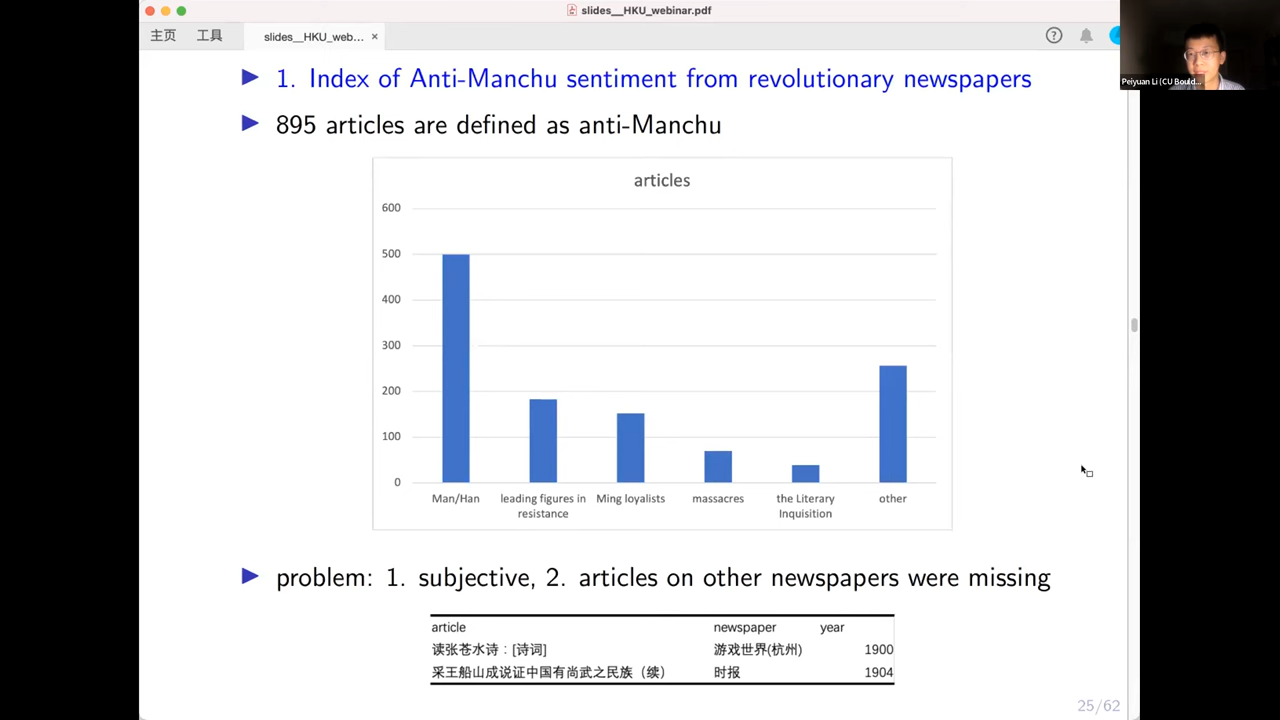 slides__HKU_webinar.pdf
主页 工具 slides__HKU_web... ×
Peiyuan Li (CU Bould...
1. Index of Anti-Manchu sentiment from revolutionary newspapers
895 articles are defined as anti-Manchu
articles
600
500
400
300
200
100
0
Man/Han
leading figures in
resistance
Ming loyalists
massacres
the Literary
Inquisition
other
problem: 1. subjective, 2. articles on other newspapers were missing
article newspaper year
读张苍水诗：[诗词] 游戏世界(杭州) 1900
采王船山成说证中国有尚武之民族（续） 时报 1904
25/62